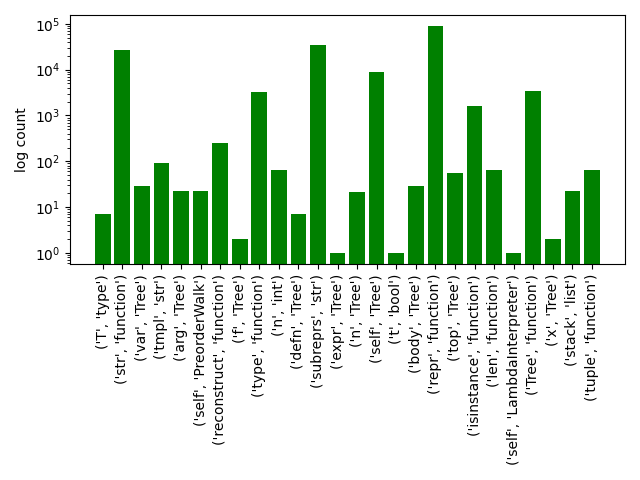 log count
10^5
10^4
10^3
10^2
10^1
10^0
('T', 'type')
('str', 'function')
('var', 'Tree')
('tmpl', 'str')
('arg', 'Tree')
('self', 'PreorderWalk')
('reconstruct', 'function')
('f', 'Tree')
('type', 'function')
('n', 'int')
('defn', 'Tree')
('subreprs', 'str')
('expr', 'Tree')
('n', 'Tree')
('self', 'Tree')
('t', 'bool')
('body', 'Tree')
('repr', 'function')
('top', 'Tree')
('isinstance', 'function')
('len', 'function')
('self', 'LambdaInterpreter')
('Tree', 'function')
('x', 'Tree')
('stack', 'list')
('tuple', 'function')